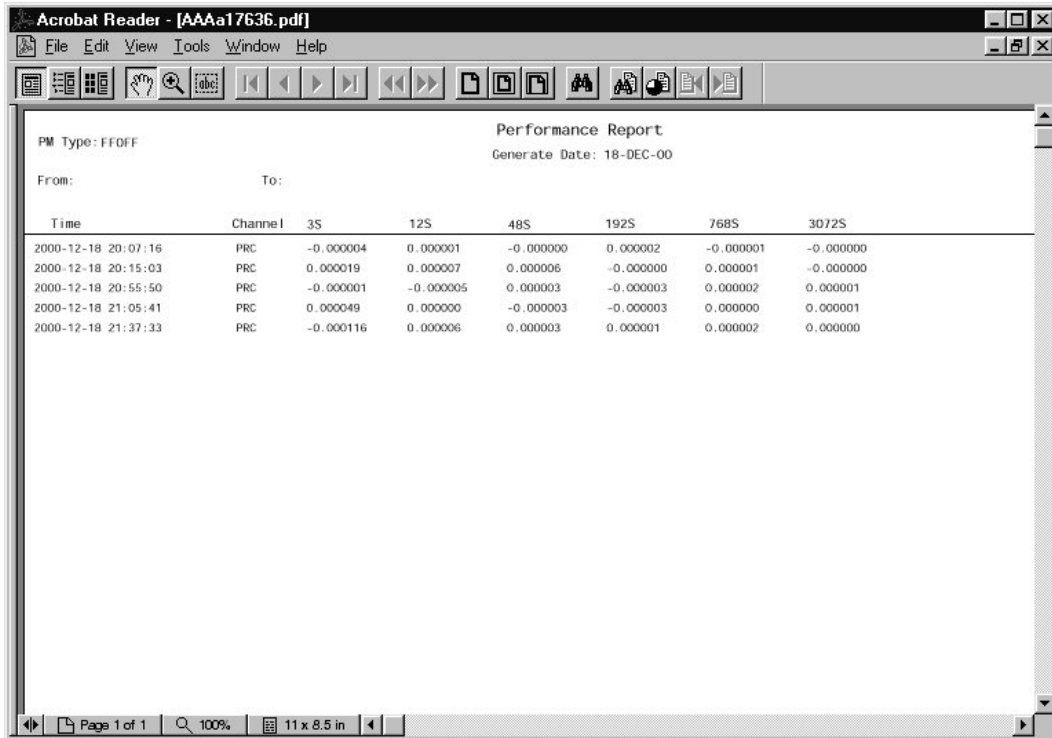 Acrobat Reader - [AAAa17636.pdf]
File Edit View Tools Window Help
abc
Performance Report
PM Type: FFOFF
Generate Date: 18-DEC-00
From: To:
Time Channel 3S 12S 48S 192S 768S 3072S
2000-12-18 20:07:16 PRC -0.000004 0.000001 -0.000000 0.000002 -0.000001 -0.000000
2000-12-18 20:15:03 PRC 0.000019 0.000007 0.000006 -0.000000 0.000001 -0.000000
2000-12-18 20:55:50 PRC -0.000001 -0.000005 0.000003 -0.000003 0.000002 0.000001
2000-12-18 21:05:41 PRC 0.000049 0.000000 -0.000003 -0.000003 0.000000 0.000001
2000-12-18 21:37:33 PRC -0.000116 0.000006 0.000003 0.000001 0.000002 0.000000
Page 1 of 1 100% 11 x 8.5 in